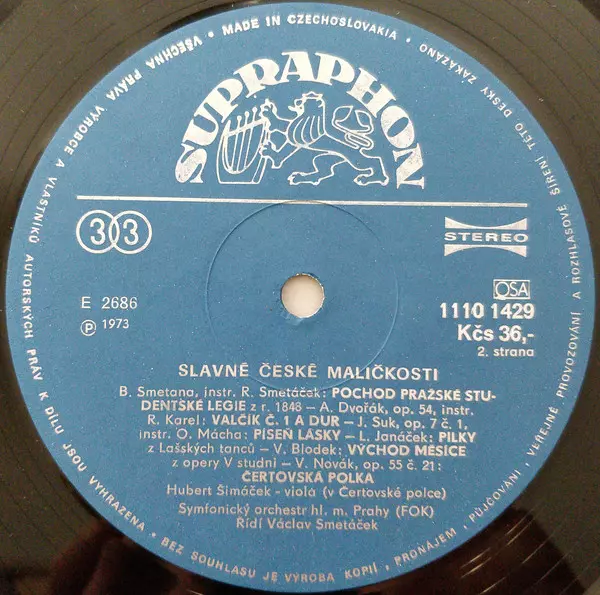 MADE IN CZECHOSLOVAKIA • VŠECHNA PRÁVA VÝROBCE A VLASTNÍKŮ AUTORSKÝCH PRÁV K DÍLU JSOU VYHRAZENA • BEZ SOUHLASU JE VÝROBA KOPIÍ, PRONÁJEM, PŮJČOVÁNÍ, VEŘEJNÉ PROVOZOVÁNÍ A ROZHLASOVÉ ŠÍŘENÍ TÉTO DESKY ZAKÁZÁNO •
SUPRAPHON
33
STEREO
E 2686
Ⓟ 1973
OSA
1110 1429
Kčs 36,-
2. strana
SLAVNÉ ČESKÉ MALIČKOSTI
B. Smetana, instr. R. Smetáček: POCHOD PRAŽSKÉ STU-
DENTSKÉ LEGIE z r. 1848 – A. Dvořák, op. 54, instr.
R. Karel: VALČÍK Č. 1 A DUR – J. Suk, op. 7 č. 1,
instr. O. Mácha: PÍSEŇ LÁSKY – L. Janáček: PILKY
z Lašských tanců – V. Blodek: VÝCHOD MĚSÍCE
z opery V studni – V. Novák, op. 55 č. 21:
ČERTOVSKÁ POLKA
Hubert Šimáček - viola (v Čertovské polce)
Symfonický orchestr hl. m. Prahy (FOK)
Řídí Václav Smetáček